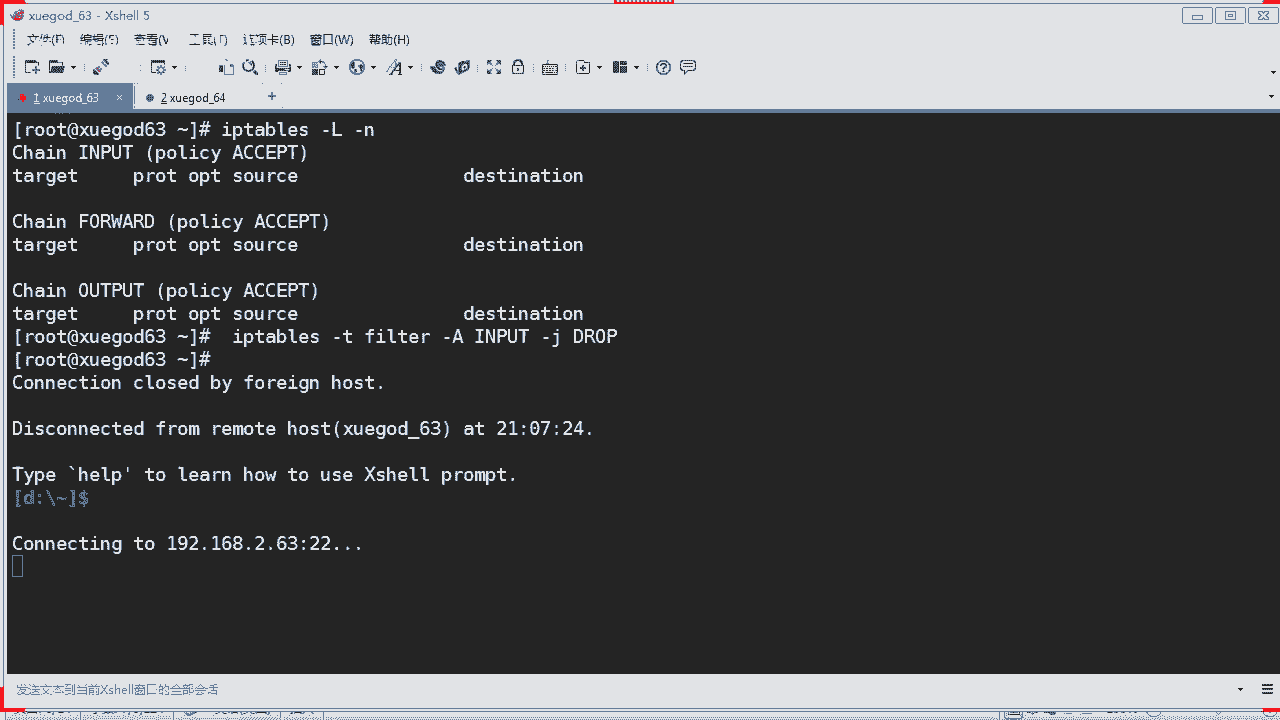 xuegod_63 - Xshell 5
文件(F) 编辑(E) 查看(V) 工具(T) 选项卡(B) 窗口(W) 帮助(H)
1 xuegod_63 × 2 xuegod_64 +
[root@xuegod63 ~]# iptables -L -n
Chain INPUT (policy ACCEPT)
target     prot opt source               destination
Chain FORWARD (policy ACCEPT)
target     prot opt source               destination
Chain OUTPUT (policy ACCEPT)
target     prot opt source               destination
[root@xuegod63 ~]#  iptables -t filter -A INPUT -j DROP
[root@xuegod63 ~]#
Connection closed by foreign host.
Disconnected from remote host(xuegod_63) at 21:07:24.
Type `help' to learn how to use Xshell prompt.
[d:\~]$
Connecting to 192.168.2.63:22...
发送文本到当前Xshell窗口的全部会话